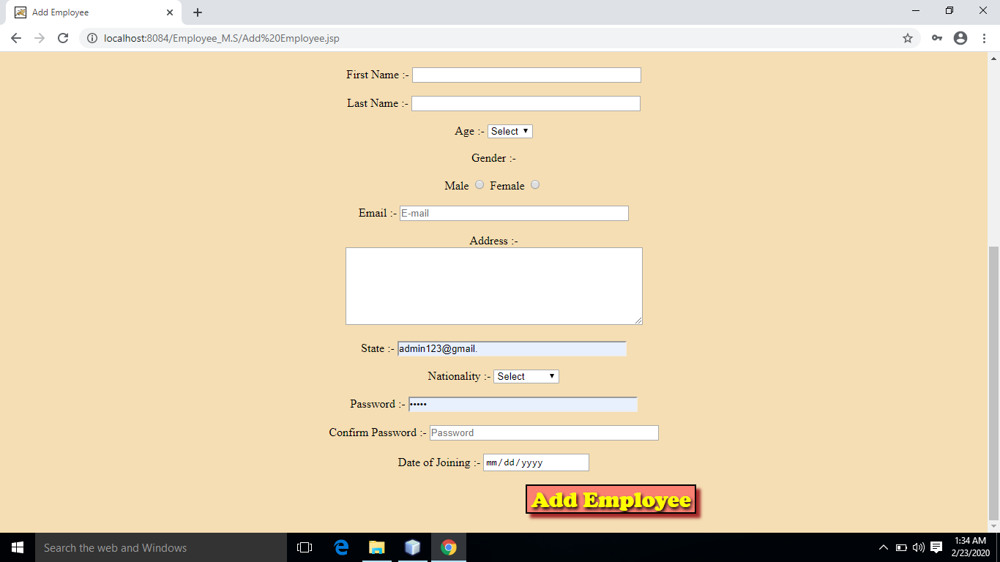 Add Employee
localhost:8084/Employee_M.S/Add%20Employee.jsp
First Name :-
Last Name :-
Age :- Select
Gender :-
Male Female
Email :- E-mail
Address :-
State :- admin123@gmail.
Nationality :- Select
Password :- •••••
Confirm Password :- Password
Date of Joining :- mm/dd/yyyy
Add Employee
Search the web and Windows
1:34 AM
2/23/2020